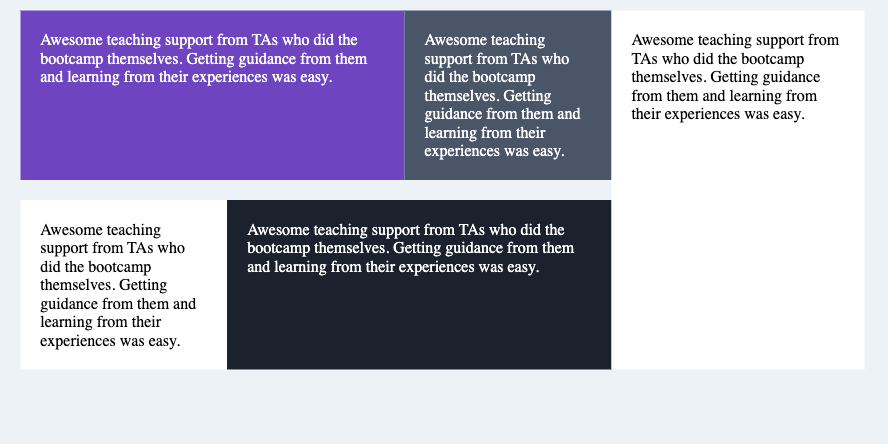 Awesome teaching support from TAs who did the
bootcamp themselves. Getting guidance from them
and learning from their experiences was easy.
Awesome teaching
support from TAs who
did the bootcamp
themselves. Getting
guidance from them and
learning from their
experiences was easy.
Awesome teaching support from
TAs who did the bootcamp
themselves. Getting guidance
from them and learning from
their experiences was easy.
Awesome teaching
support from TAs who
did the bootcamp
themselves. Getting
guidance from them and
learning from their
experiences was easy.
Awesome teaching support from TAs who did the
bootcamp themselves. Getting guidance from them
and learning from their experiences was easy.